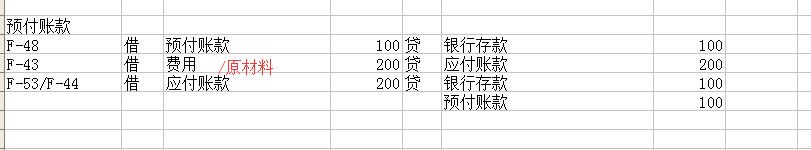 预付账款
F-48 借 预付账款 100 贷 银行存款 100
F-43 借 费用 /原材料 200 贷 应付账款 200
F-53/F-44 借 应付账款 200 贷 银行存款 100
预付账款 100